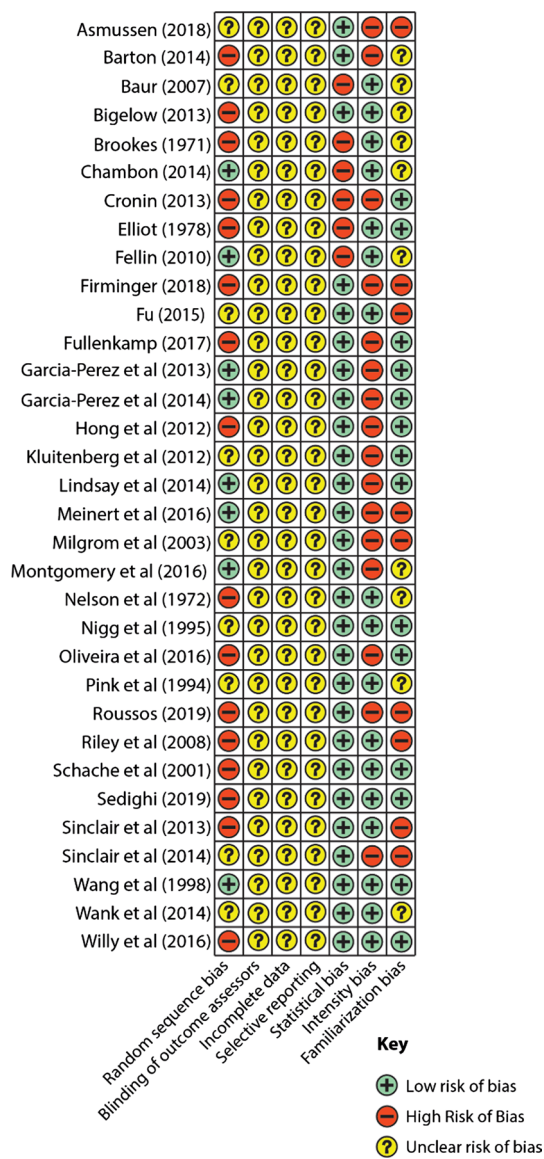 Asmussen (2018) ? ? ? ? + − −
Barton (2014) − ? ? ? + − ?
Baur (2007) ? ? ? ? − + ?
Bigelow (2013) − ? ? ? + + ?
Brookes (1971) − ? ? ? − + ?
Chambon (2014) + ? ? ? − + ?
Cronin (2013) − ? ? ? − − +
Elliot (1978) − ? ? ? − + +
Fellin (2010) + ? ? ? − + ?
Firminger (2018) − ? ? ? + − −
Fu (2015) ? ? ? ? + + −
Fullenkamp (2017) − ? ? ? + − +
Garcia-Perez et al (2013) + ? ? ? + − +
Garcia-Perez et al (2014) + ? ? ? + − +
Hong et al (2012) − ? ? ? + − +
Kluitenberg et al (2012) ? ? ? ? + − +
Lindsay et al (2014) + ? ? ? + − +
Meinert et al (2016) + ? ? ? + − −
Milgrom et al (2003) ? ? ? ? + − −
Montgomery et al (2016) + ? ? ? + − ?
Nelson et al (1972) − ? ? ? + + ?
Nigg et al (1995) ? ? ? ? + + +
Oliveira et al (2016) − ? ? ? + − +
Pink et al (1994) ? ? ? ? + + ?
Roussos (2019) − ? ? ? + − −
Riley et al (2008) − ? ? ? + + −
Schache et al (2001) − ? ? ? + + +
Sedighi (2019) − ? ? ? + + +
Sinclair et al (2013) − ? ? ? + + −
Sinclair et al (2014) ? ? ? ? + − −
Wang et al (1998) + ? ? ? + + +
Wank et al (2014) ? ? ? ? + + ?
Willy et al (2016) − ? ? ? + + +
Random sequence bias
Blinding of outcome assessors
Incomplete data
Selective reporting
Statistical bias
Intensity bias
Familiarization bias
Key
+ Low risk of bias
− High Risk of Bias
? Unclear risk of bias